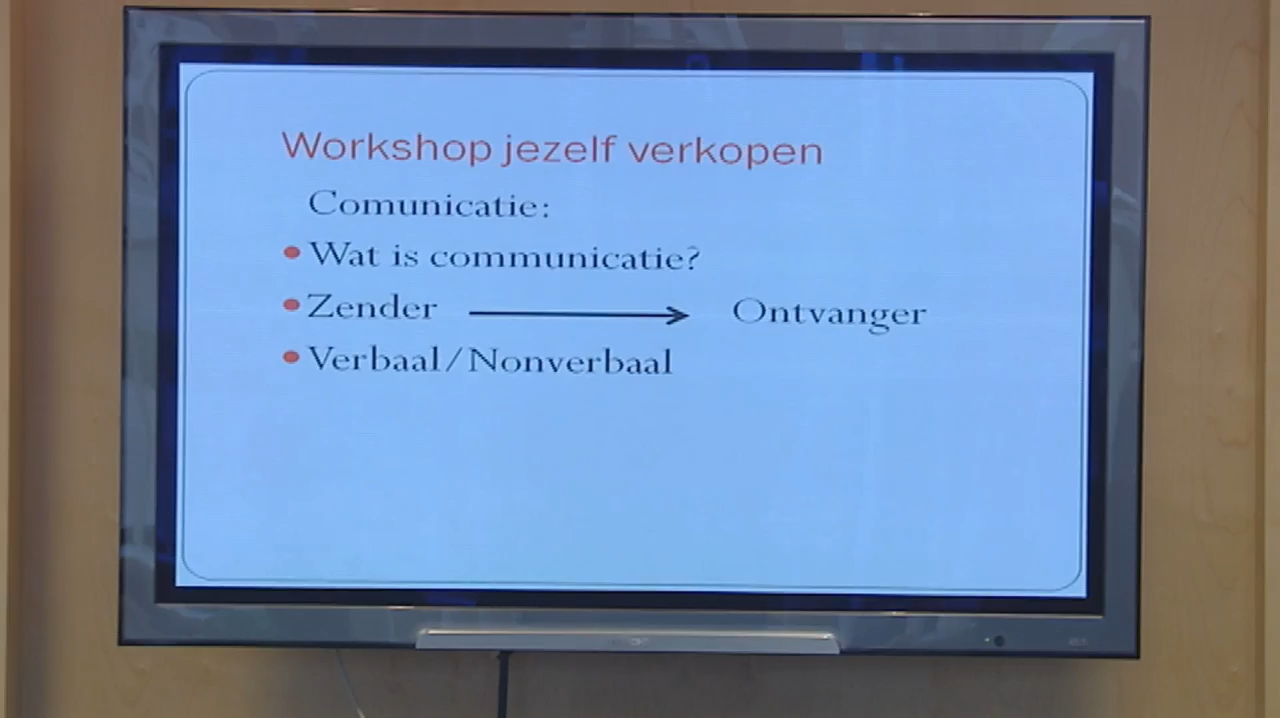 Workshop jezelf verkopen
Comunicatie:
Wat is communicatie?
Zender Ontvanger
Verbaal/Nonverbaal